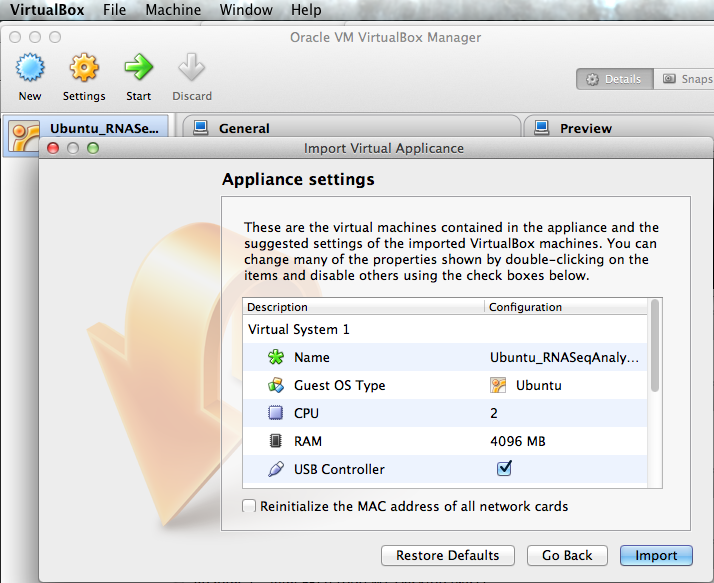 VirtualBox File Machine Window Help
Oracle VM VirtualBox Manager
New Settings Start Discard Details Snaps
Ubuntu_RNASe... General Preview
Import Virtual Applicance
Appliance settings
These are the virtual machines contained in the appliance and the
suggested settings of the imported VirtualBox machines. You can
change many of the properties shown by double-clicking on the
items and disable others using the check boxes below.
Description Configuration
Virtual System 1
Name Ubuntu_RNASeqAnaly...
Guest OS Type Ubuntu
CPU 2
RAM 4096 MB
USB Controller
Reinitialize the MAC address of all network cards
Restore Defaults Go Back Import